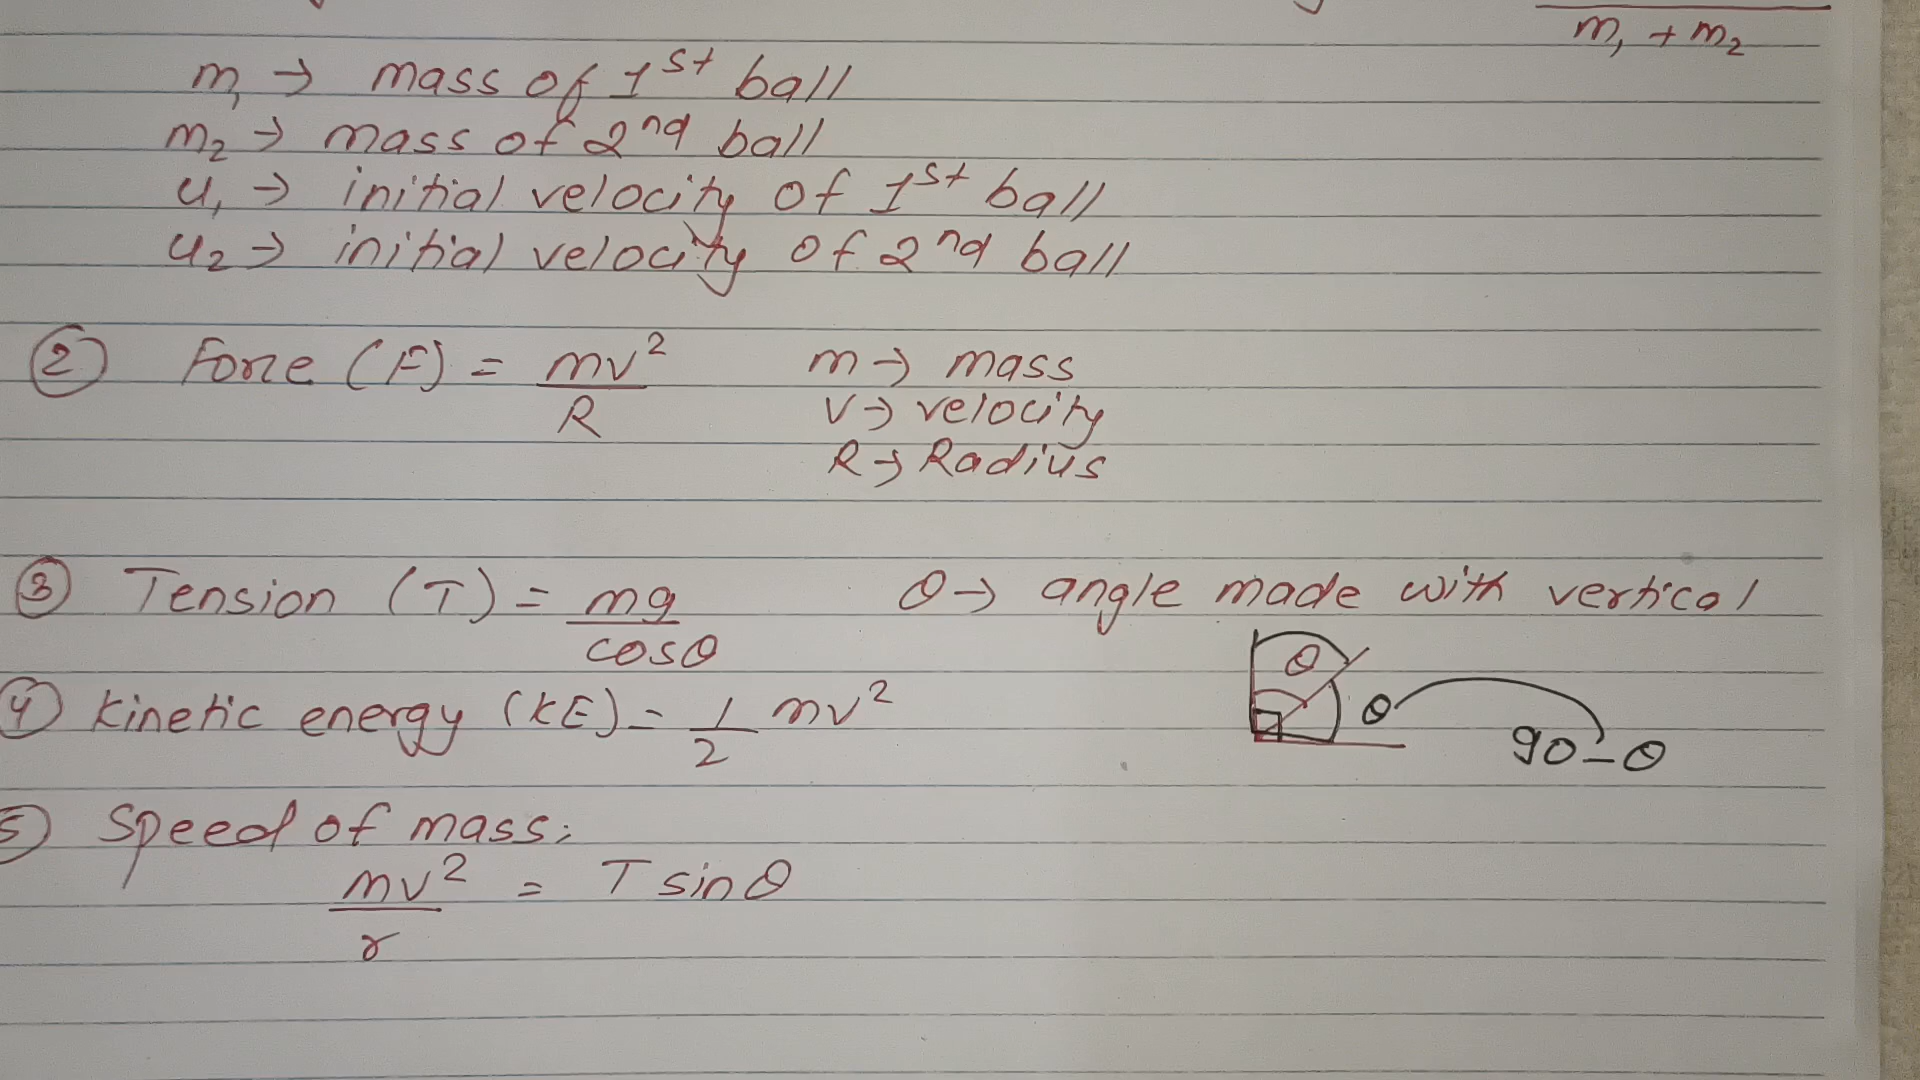 m₁ + m₂
m₁ → mass of 1st ball
m₂ → mass of 2nd ball
u₁ → initial velocity of 1st ball
u₂ → initial velocity of 2nd ball
② Force (F) = mv²/R m → mass
v → velocity
R → Radius
③ Tension (T) = mg/cosθ θ → angle made with vertical
θ
④ Kinetic energy (KE) = 1/2 mv² θ 90-θ
⑤ Speed of mass:
mv²/r = T sinθ